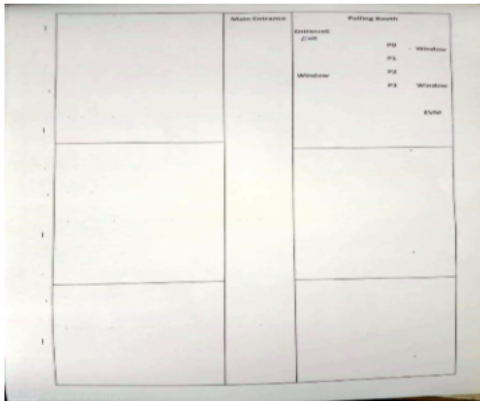 Main Entrance
Polling Booth
Entrance&
/Exit
P0
Window
P1
Window
P2
P3
Window
EVM